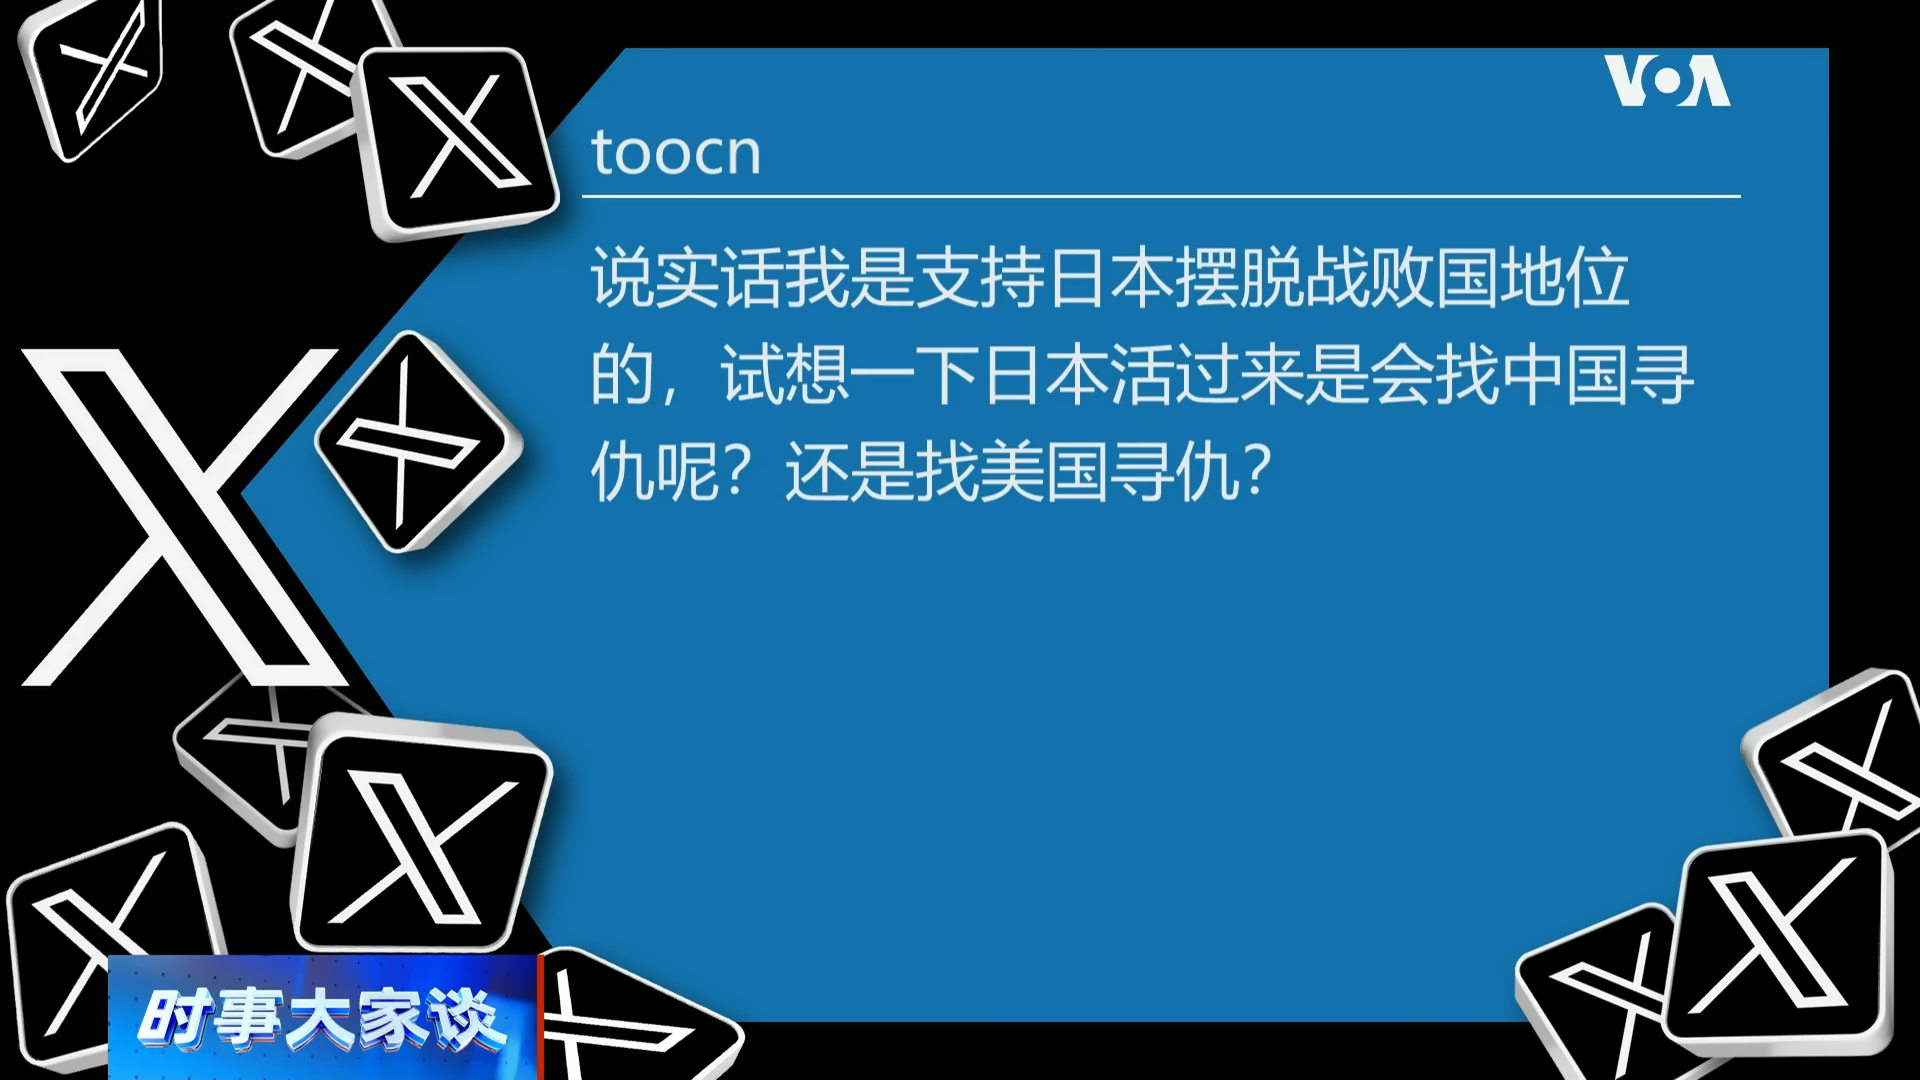 VOA
toocn
说实话我是支持日本摆脱战败国地位
的，试想一下日本活过来是会找中国寻
仇呢？还是找美国寻仇？
时事大家谈